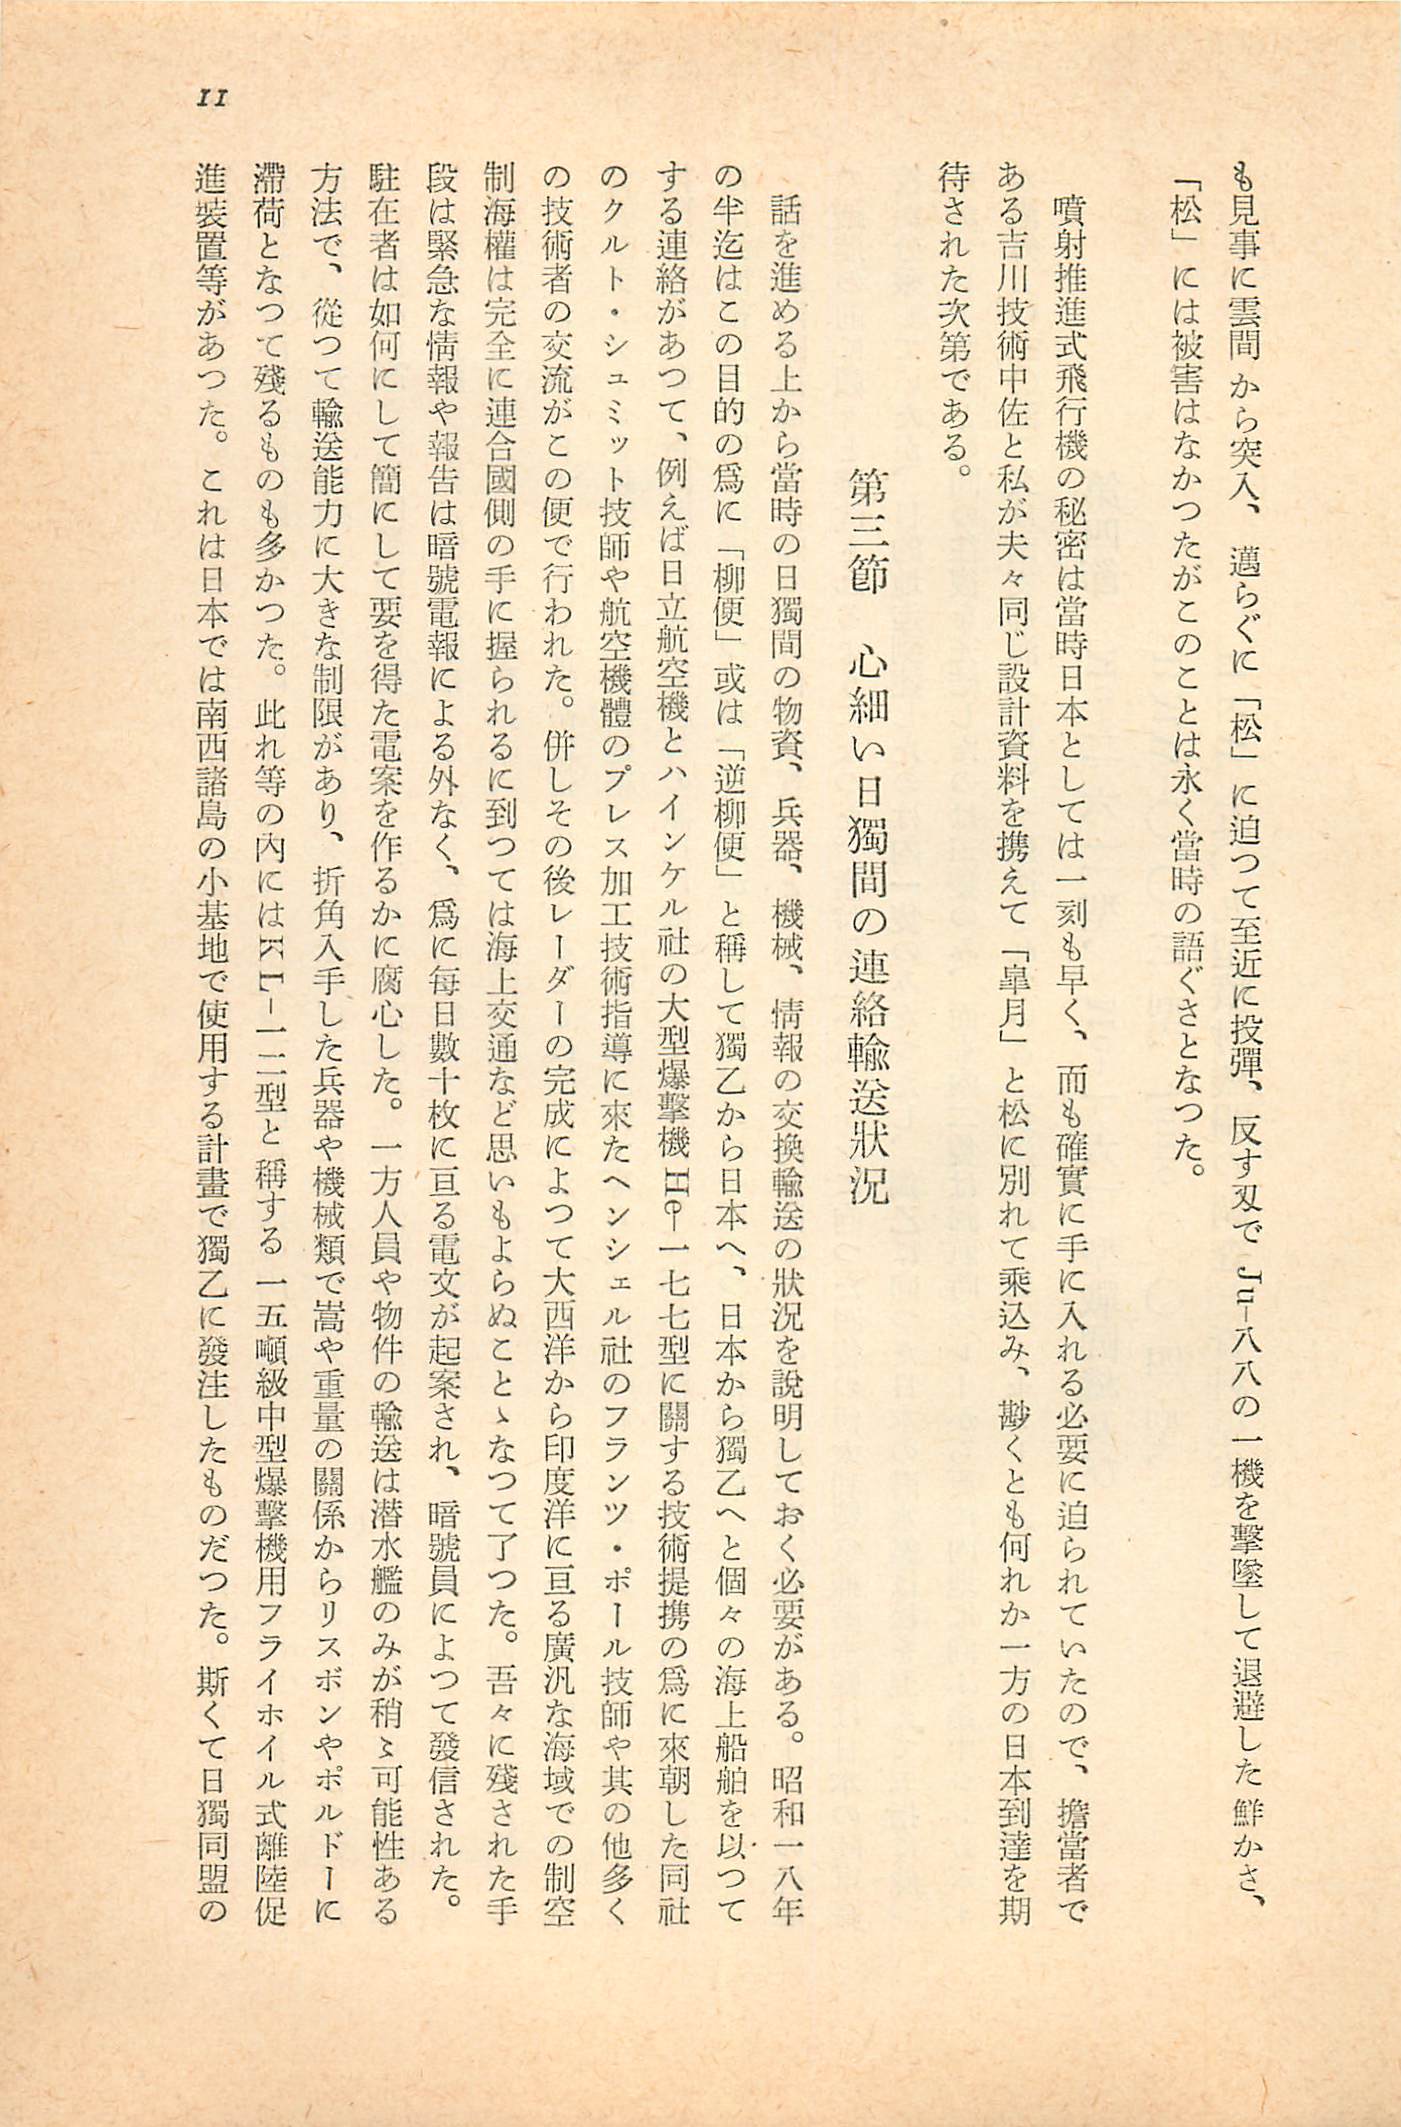 も見事に雲間から突入、邁らぐに「松」に迫つて至近に投彈、反す刄で Ju―八八の一機を擊墜して退避した鮮かさ、
「松」には被害はなかつたがこのことは永く當時の語ぐさとなつた。
噴射推進式飛行機の秘密は當時日本としては一刻も早く、而も確實に手に入れる必要に迫られていたので、擔當者で
ある吉川技術中佐と私が夫々同じ設計資料を携えて「皐月」と松に別れて乘込み、尠くとも何れか一方の日本到達を期
待された次第である。
第三節　心細い日獨間の連絡輸送狀況
話を進める上から當時の日獨間の物資、兵器、機械、情報の交換輸送の狀況を說明しておく必要がある。昭和一八年
の半迄はこの目的の爲に「柳便」或は「逆柳便」と稱して獨乙から日本へ、日本から獨乙へと個々の海上船舶を以つて
する連絡があつて、例えば日立航空機とハインケル社の大型爆擊機 He―一七七型に關する技術提携の爲に來朝した同社
のクルト・シュミット技師や航空機體のプレス加工技術指導に來たヘンシェル社のフランツ・ポール技師や其の他多く
の技術者の交流がこの便で行われた。併しその後レーダーの完成によつて大西洋から印度洋に亘る廣汎な海域での制空
制海權は完全に連合國側の手に握られるに到つては海上交通など思いもよらぬことゝなつて了つた。吾々に殘された手
段は緊急な情報や報告は暗號電報による外なく、爲に每日數十枚に亘る電文が起案され、暗號員によつて發信された。
駐在者は如何にして簡にして要を得た電案を作るかに腐心した。一方人員や物件の輸送は潜水艦のみが稍〻可能性ある
方法で、從つて輸送能力に大きな制限があり、折角入手した兵器や機械類で嵩や重量の關係からリスボンやボルドーに
滯荷となつて殘るものも多かつた。此れ等の內にはKL―一二型と稱する一五噸級中型爆擊機用フライホイル式離陸促
進裝置等があつた。これは日本では南西諸島の小基地で使用する計畫で獨乙に發注したものだつた。斯くて日獨同盟の
11